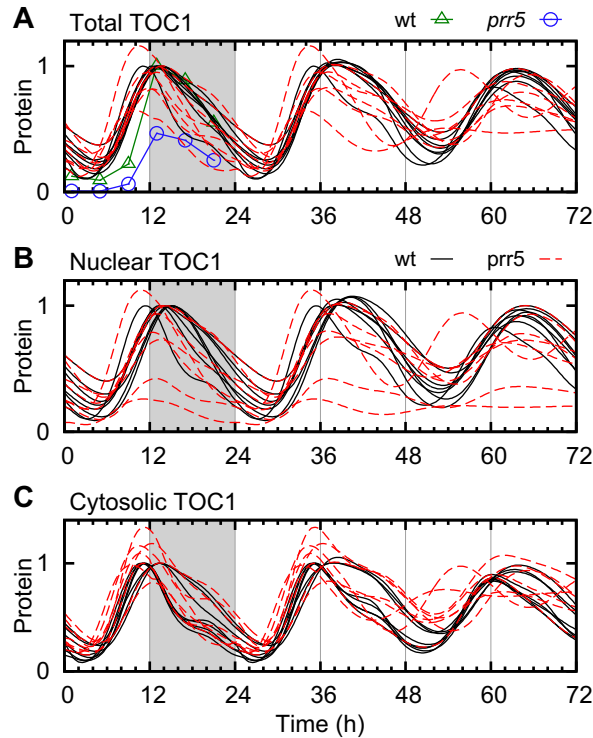 A Total TOC1 wt prr5
Protein
1
0
0 12 24 36 48 60 72
B Nuclear TOC1 wt prr5
Protein
1
0
0 12 24 36 48 60 72
C Cytosolic TOC1
Protein
1
0
0 12 24 36 48 60 72
Time (h)